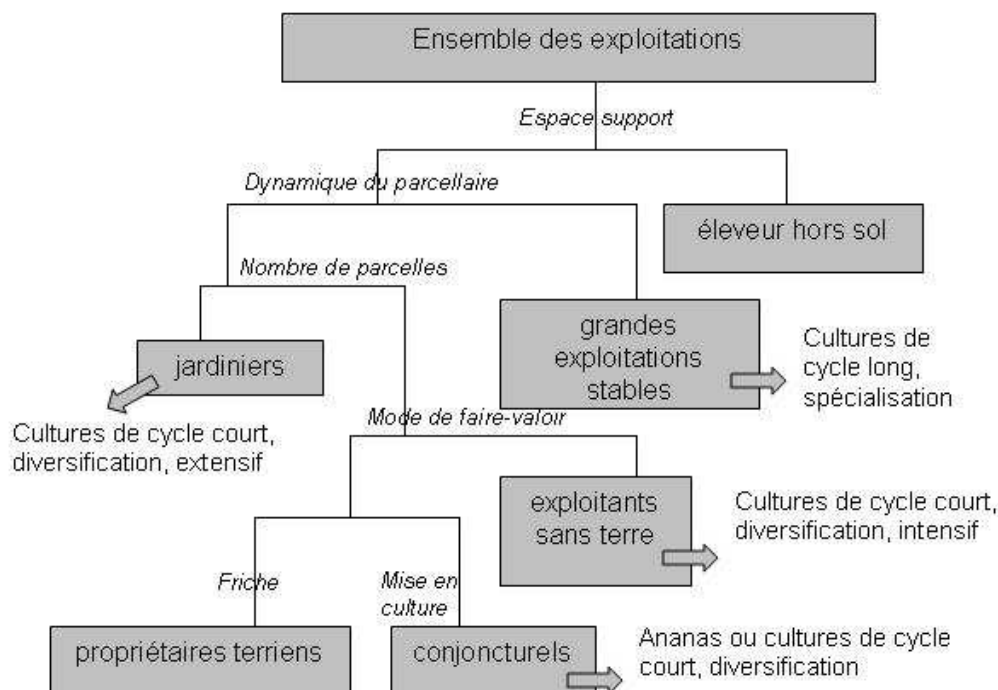 Ensemble des exploitations
Espace support
Dynamique du parcellaire
éleveur hors sol
Nombre de parcelles
grandes
exploitations
stables
Cultures de
cycle long,
spécialisation
jardiniers
Cultures de cycle court,
diversification, extensif
Mode de faire-valoir
exploitants
sans terre
Cultures de cycle court,
diversification, intensif
Friche
Mise en
culture
propriétaires terriens
conjoncturels
Ananas ou cultures de cycle
court, diversification